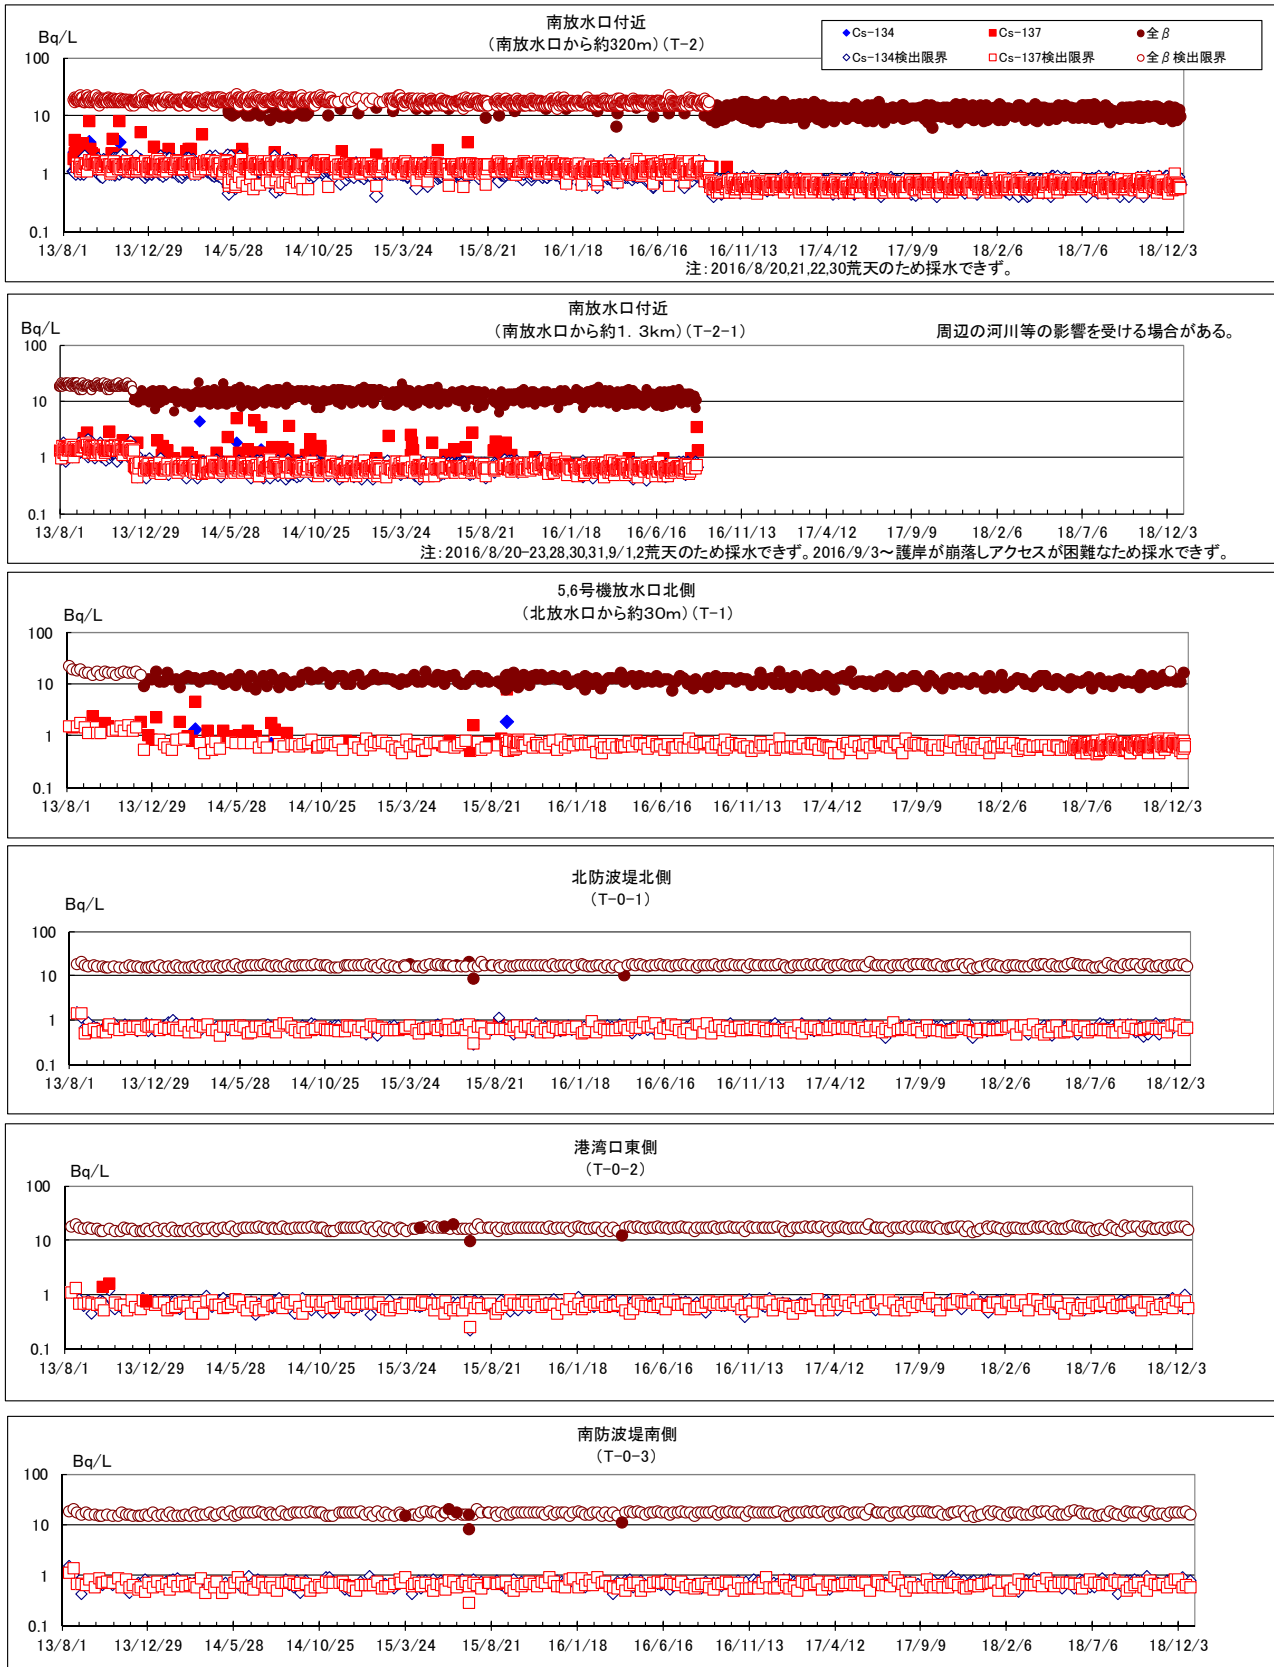 南放水口付近
(南放水口から約320m)(T-2)
Bq/L
◆Cs-134 ■Cs-137 ●全β
◇Cs-134検出限界 □Cs-137検出限界 ○全β検出限界
100
10
1
0.1
13/8/1 13/12/29 14/5/28 14/10/25 15/3/24 15/8/21 16/1/18 16/6/16 16/11/13 17/4/12 17/9/9 18/2/6 18/7/6 18/12/3
注:2016/8/20,21,22,30荒天のため採水できず。
南放水口付近
(南放水口から約1.3km)(T-2-1)
周辺の河川等の影響を受ける場合がある。
Bq/L
100
10
1
0.1
13/8/1 13/12/29 14/5/28 14/10/25 15/3/24 15/8/21 16/1/18 16/6/16 16/11/13 17/4/12 17/9/9 18/2/6 18/7/6 18/12/3
注:2016/8/20-23,28,30,31,9/1,2荒天のため採水できず。2016/9/3~護岸が崩落しアクセスが困難なため採水できず。
5,6号機放水口北側
(北放水口から約30m)(T-1)
Bq/L
100
10
1
0.1
13/8/1 13/12/29 14/5/28 14/10/25 15/3/24 15/8/21 16/1/18 16/6/16 16/11/13 17/4/12 17/9/9 18/2/6 18/7/6 18/12/3
北防波堤北側
(T-0-1)
Bq/L
100
10
1
0.1
13/8/1 13/12/29 14/5/28 14/10/25 15/3/24 15/8/21 16/1/18 16/6/16 16/11/13 17/4/12 17/9/9 18/2/6 18/7/6 18/12/3
港湾口東側
(T-0-2)
Bq/L
100
10
1
0.1
13/8/1 13/12/29 14/5/28 14/10/25 15/3/24 15/8/21 16/1/18 16/6/16 16/11/13 17/4/12 17/9/9 18/2/6 18/7/6 18/12/3
南防波堤南側
(T-0-3)
Bq/L
100
10
1
0.1
13/8/1 13/12/29 14/5/28 14/10/25 15/3/24 15/8/21 16/1/18 16/6/16 16/11/13 17/4/12 17/9/9 18/2/6 18/7/6 18/12/3